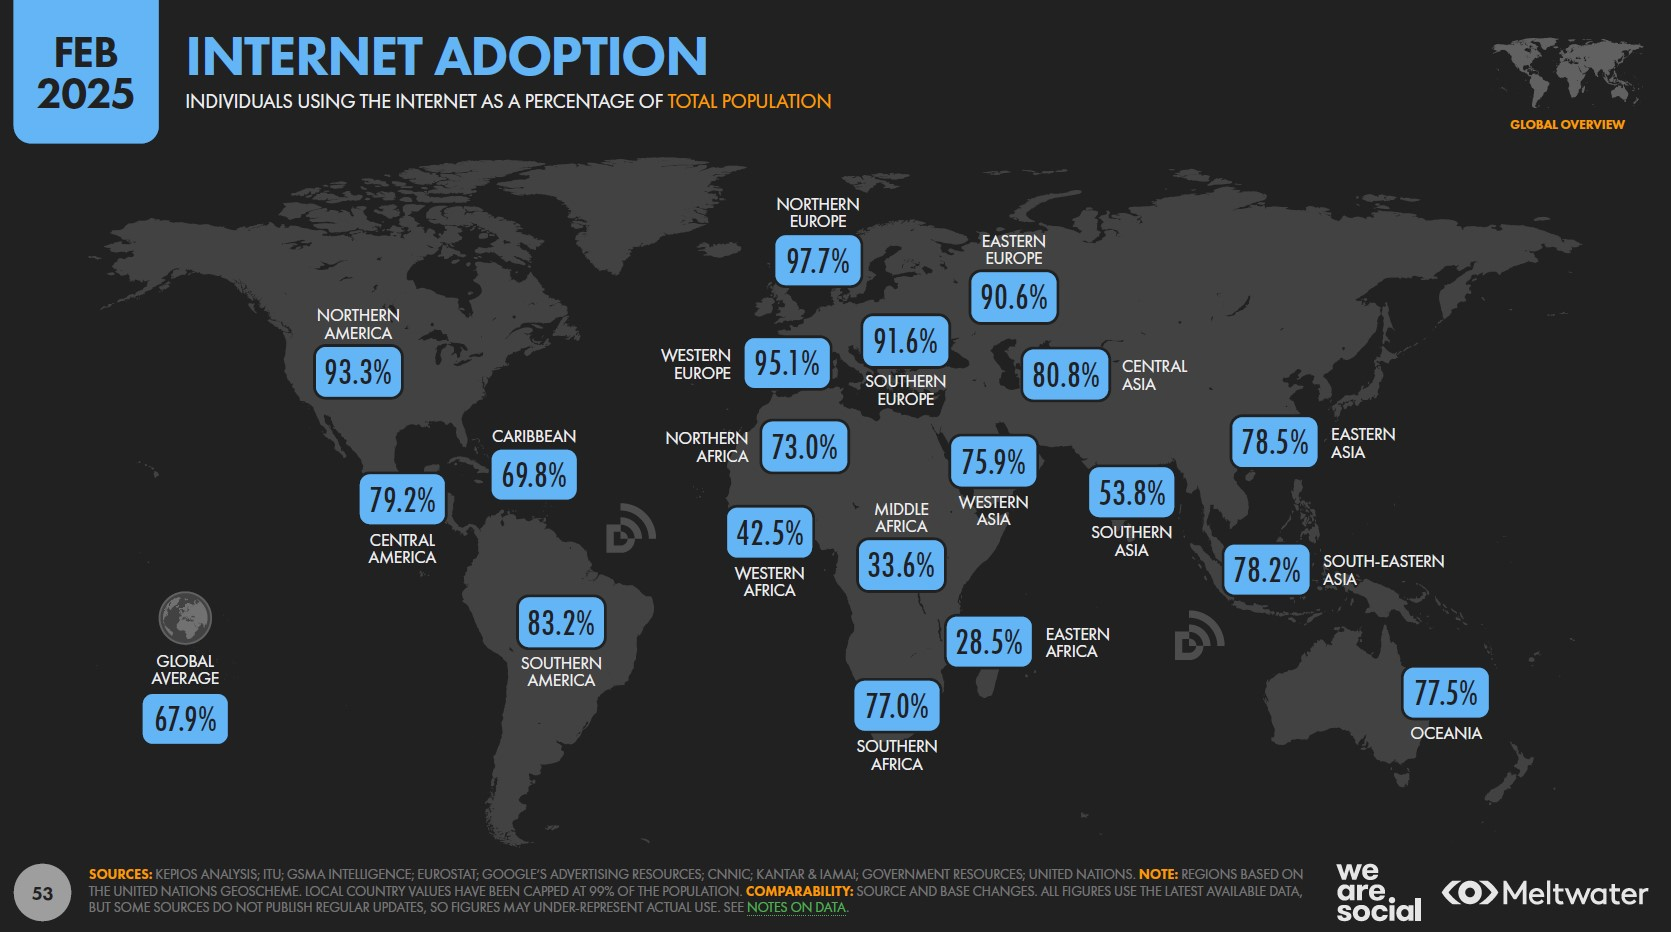 FEB
2025
INTERNET ADOPTION
INDIVIDUALS USING THE INTERNET AS A PERCENTAGE OF TOTAL POPULATION
GLOBAL OVERVIEW
NORTHERN
EUROPE
97.7%
EASTERN
EUROPE
90.6%
NORTHERN
AMERICA
93.3%
WESTERN
EUROPE
95.1%
91.6%
SOUTHERN
EUROPE
80.8%
CENTRAL
ASIA
CARIBBEAN
69.8%
NORTHERN
AFRICA
73.0%
75.9%
WESTERN
ASIA
78.5%
EASTERN
ASIA
79.2%
CENTRAL
AMERICA
42.5%
WESTERN
AFRICA
MIDDLE
AFRICA
33.6%
53.8%
SOUTHERN
ASIA
78.2%
SOUTH-EASTERN
ASIA
83.2%
SOUTHERN
AMERICA
28.5%
EASTERN
AFRICA
GLOBAL
AVERAGE
67.9%
77.0%
SOUTHERN
AFRICA
77.5%
OCEANIA
53
SOURCES: KEPIOS ANALYSIS; ITU; GSMA INTELLIGENCE; EUROSTAT; GOOGLE'S ADVERTISING RESOURCES; CNNIC; KANTAR & IAMAI; GOVERNMENT RESOURCES; UNITED NATIONS. NOTE: REGIONS BASED ON
THE UNITED NATIONS GEOSCHEME. LOCAL COUNTRY VALUES HAVE BEEN CAPPED AT 99% OF THE POPULATION. COMPARABILITY: SOURCE AND BASE CHANGES. ALL FIGURES USE THE LATEST AVAILABLE DATA,
BUT SOME SOURCES DO NOT PUBLISH REGULAR UPDATES, SO FIGURES MAY UNDER-REPRESENT ACTUAL USE. SEE NOTES ON DATA.
we
are
social
Meltwater